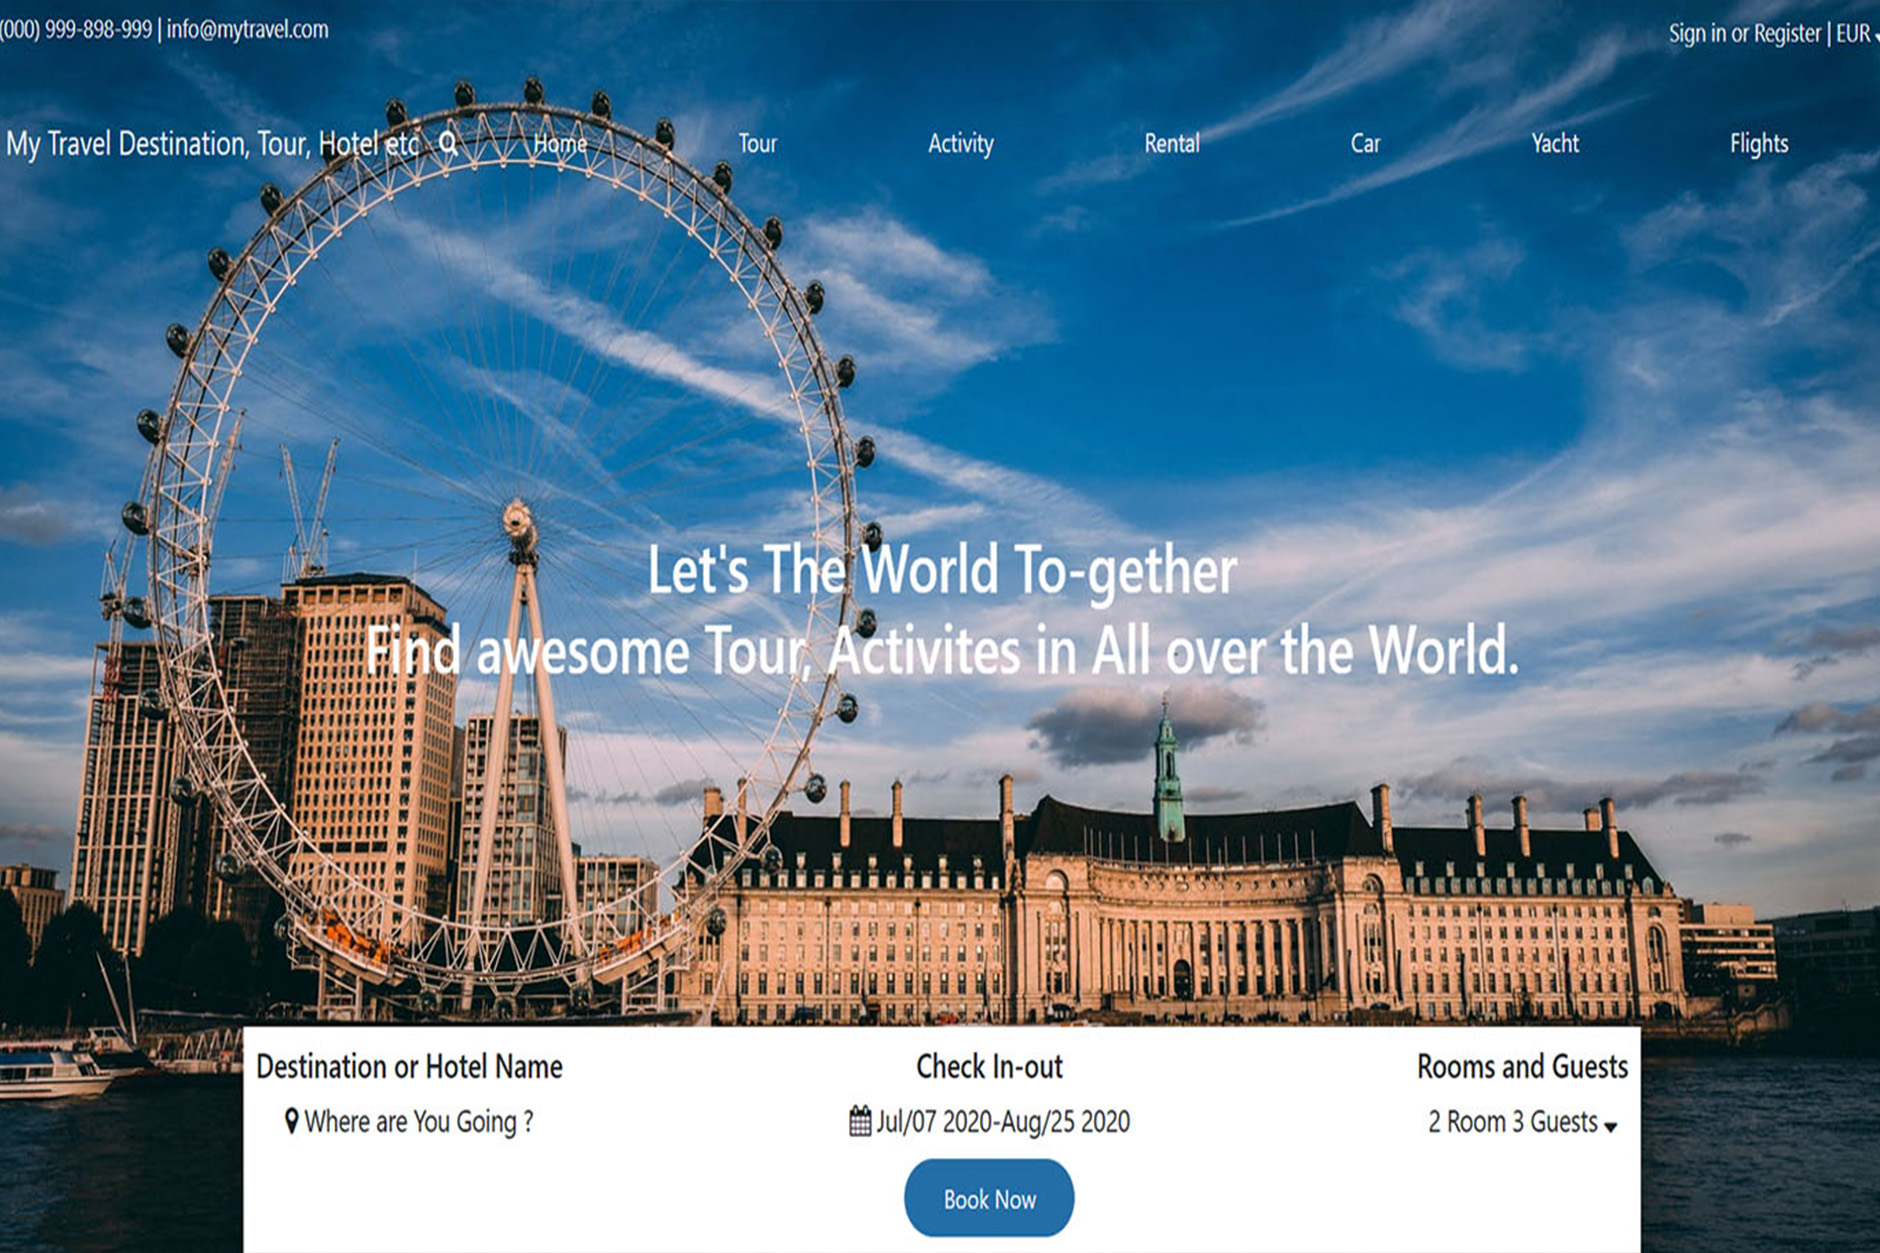 (000) 999-898-999 | info@mytravel.com
Sign in or Register | EUR
My Travel Destination, Tour, Hotel etc
Home Tour Activity Rental Car Yacht Flights
Let's The World To-gether
Find awesome Tour, Activites in All over the World.
Destination or Hotel Name Check In-out Rooms and Guests
Where are You Going ? Jul/07 2020-Aug/25 2020 2 Room 3 Guests
Book Now